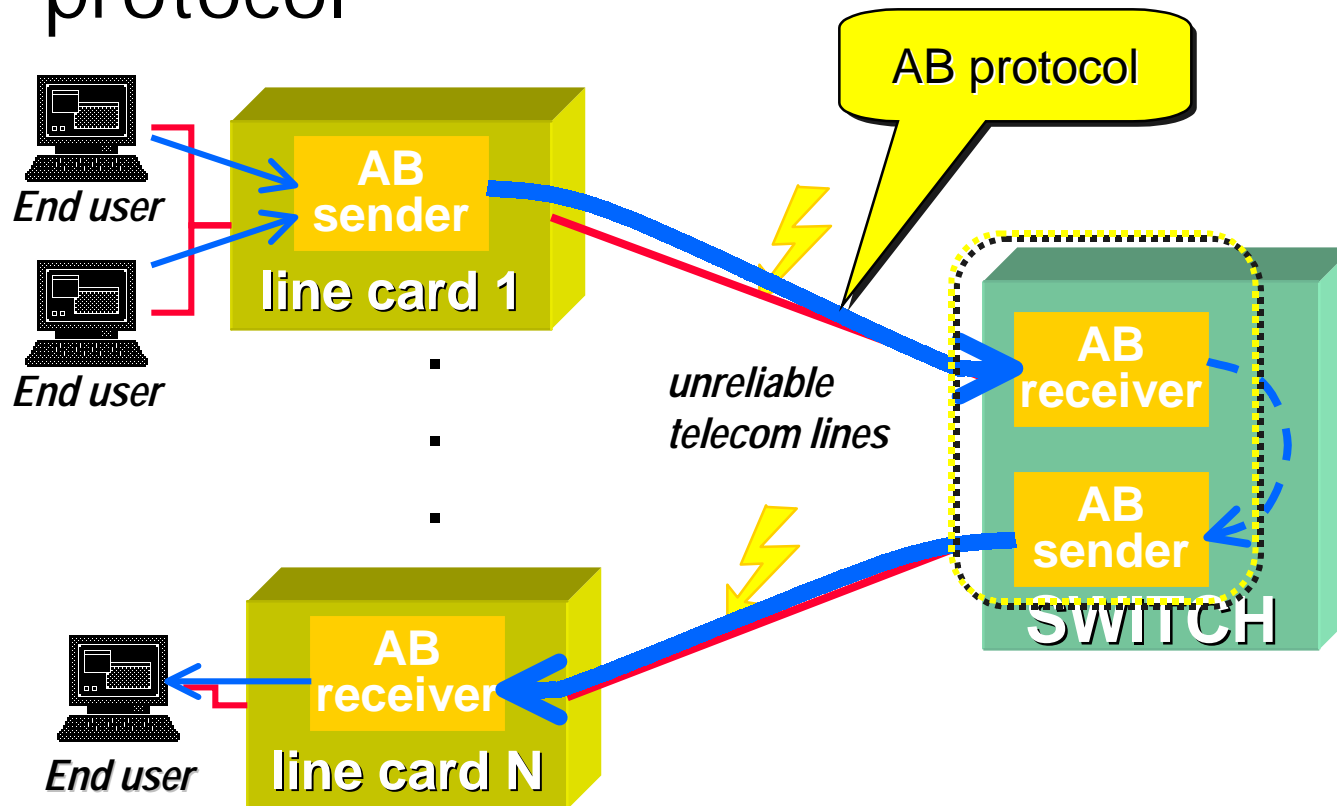 protocol
AB protocol
End user
AB
sender
line card 1
End user
unreliable
telecom lines
AB
receiver
AB
sender
SWITCH
AB
receiver
line card N
End user